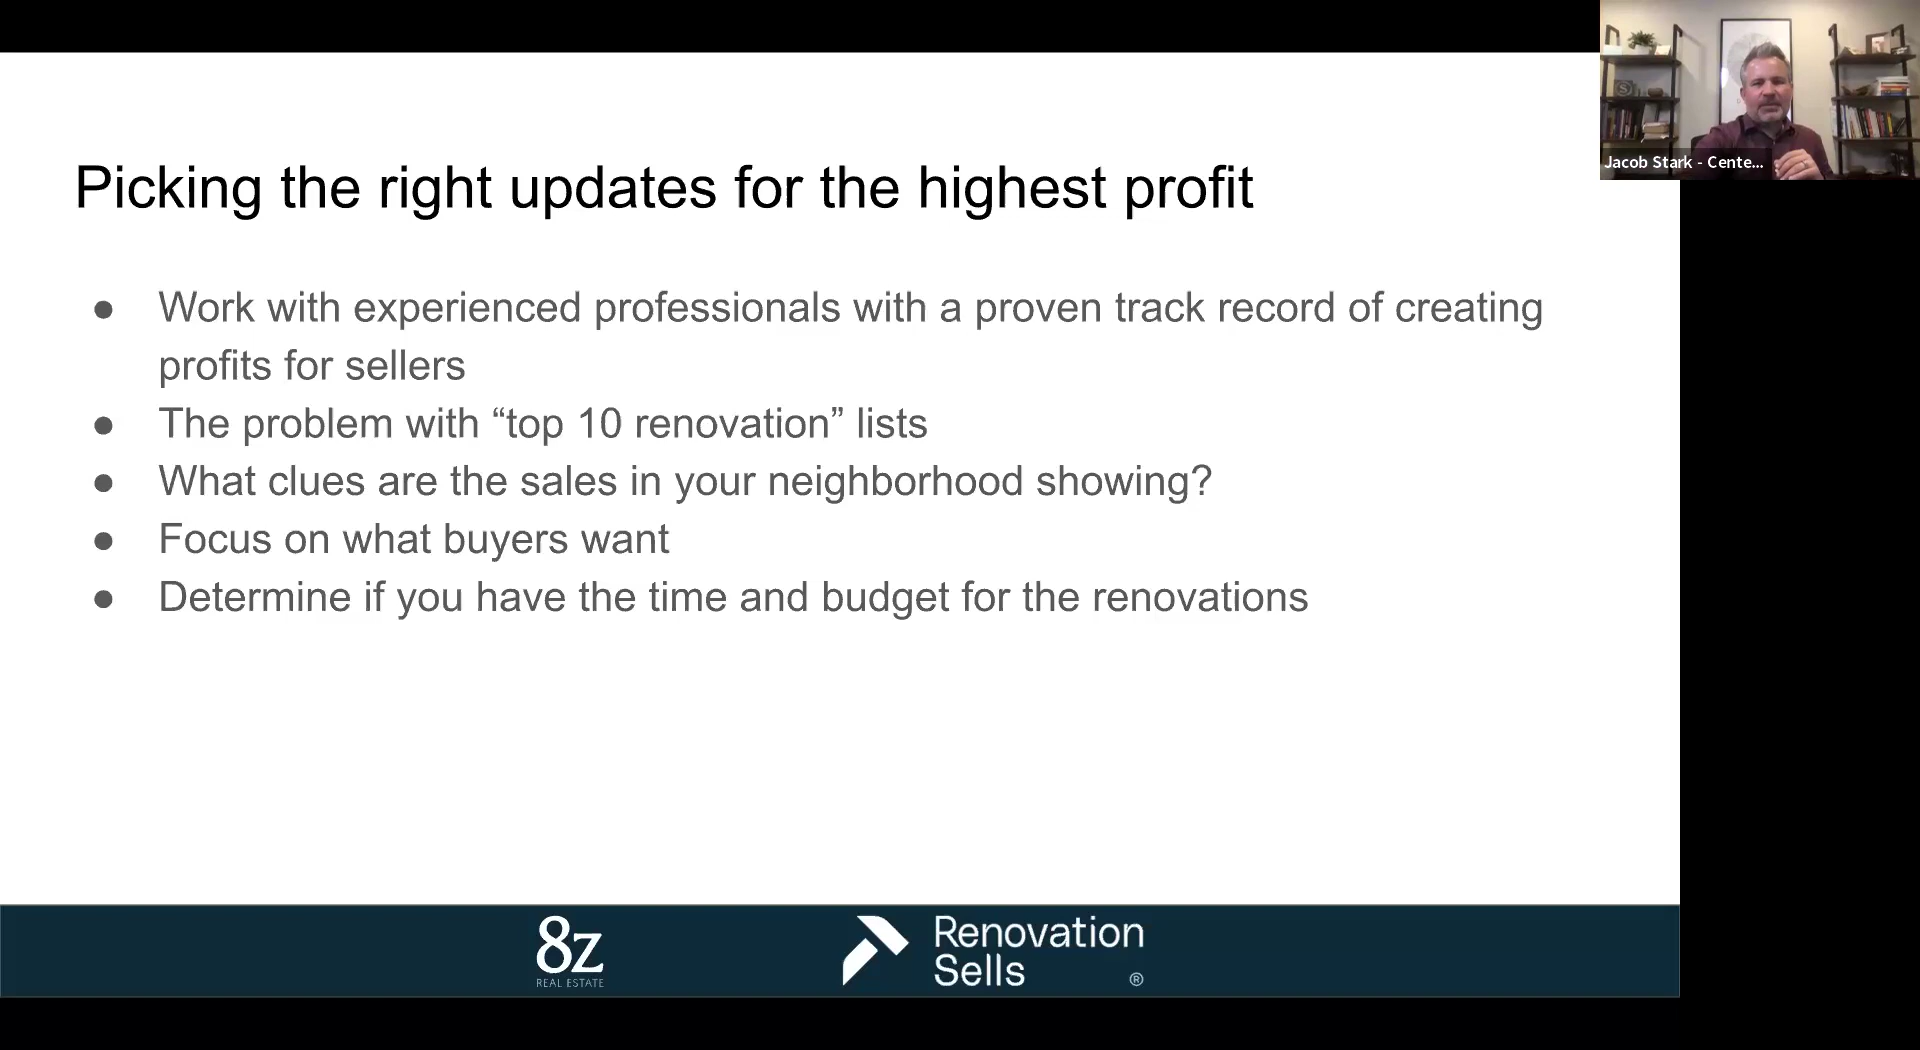 Picking the right updates for the highest profit
● Work with experienced professionals with a proven track record of creating
profits for sellers
● The problem with “top 10 renovation” lists
● What clues are the sales in your neighborhood showing?
● Focus on what buyers want
● Determine if you have the time and budget for the renovations
8z
REAL ESTATE
Renovation
Sells
®
Jacob Stark - Cente...